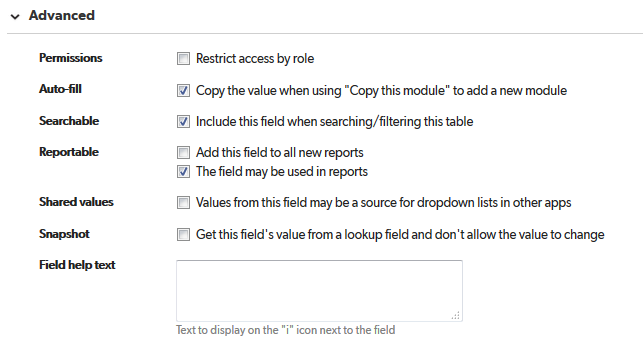 Advanced
Permissions Restrict access by role
Auto-fill Copy the value when using "Copy this module" to add a new module
Searchable Include this field when searching/filtering this table
Reportable Add this field to all new reports
The field may be used in reports
Shared values Values from this field may be a source for dropdown lists in other apps
Snapshot Get this field's value from a lookup field and don't allow the value to change
Field help text
Text to display on the "i" icon next to the field